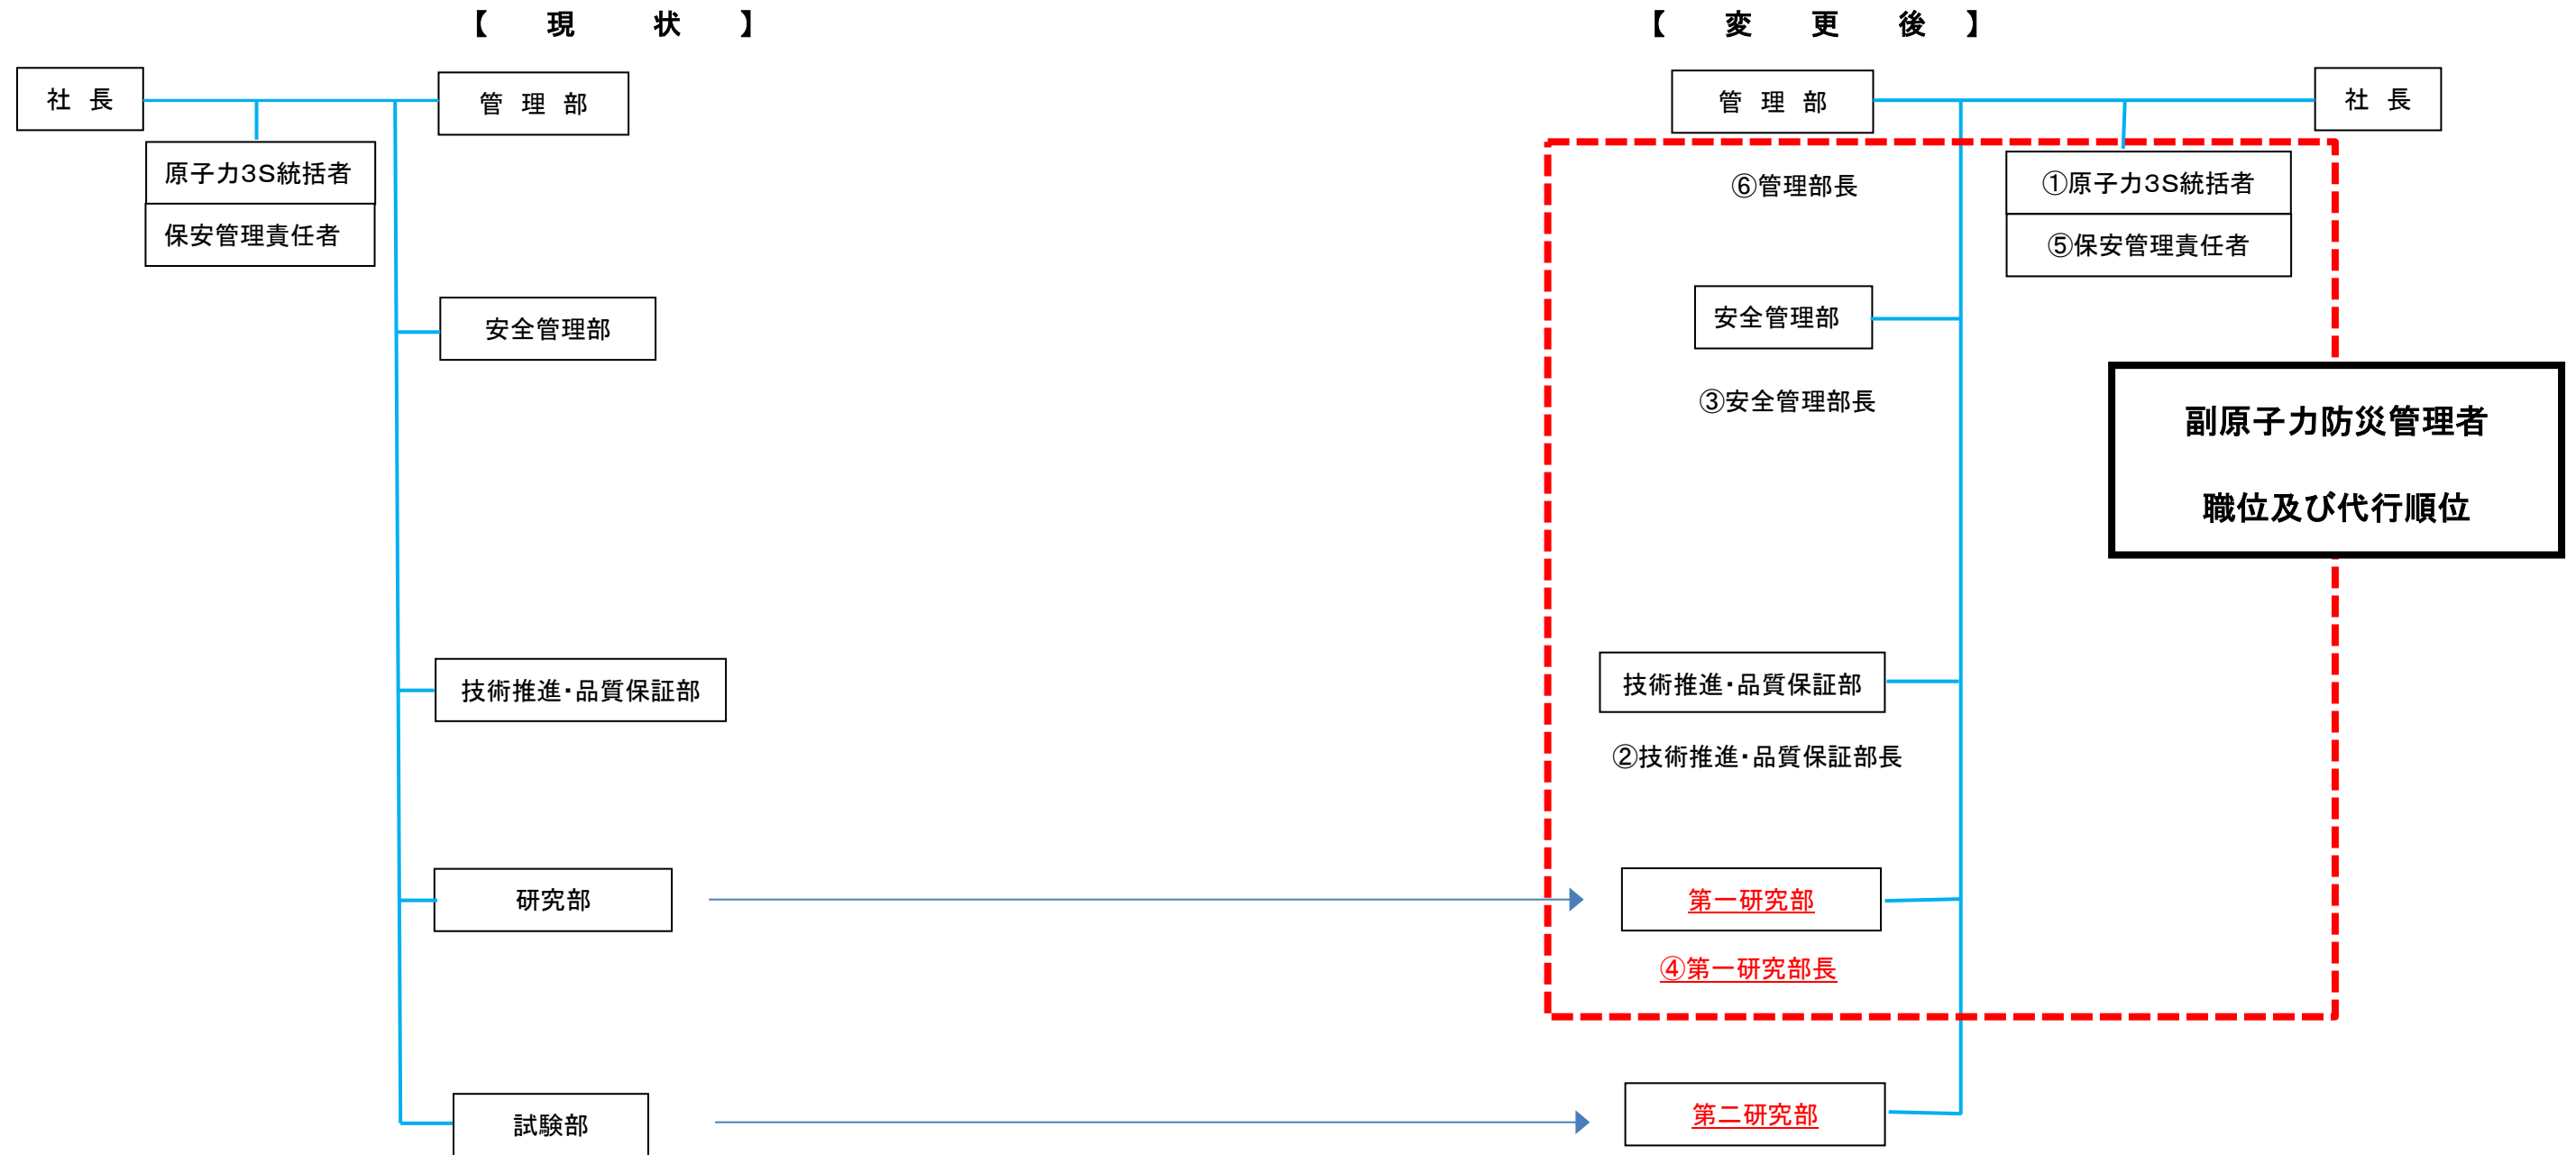 【　現　状　】
社 長
管 理 部
原子力3S統括者
保安管理責任者
安全管理部
技術推進・品質保証部
研究部
試験部
【　変　更　後　】
管 理 部
社 長
⑥管理部長
①原子力3S統括者
⑤保安管理責任者
安全管理部
③安全管理部長
副原子力防災管理者
職位及び代行順位
技術推進・品質保証部
②技術推進・品質保証部長
第一研究部
④第一研究部長
第二研究部